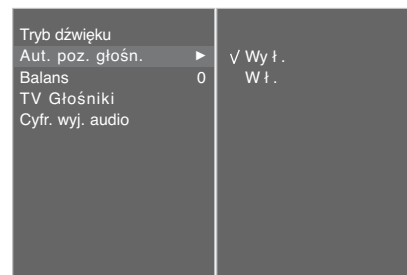 Tryb dźwięku
Aut. poz. głośn. ►
Balans 0
TV Głośniki
Cyfr. wyj. audio
√ Wył.
Wł.